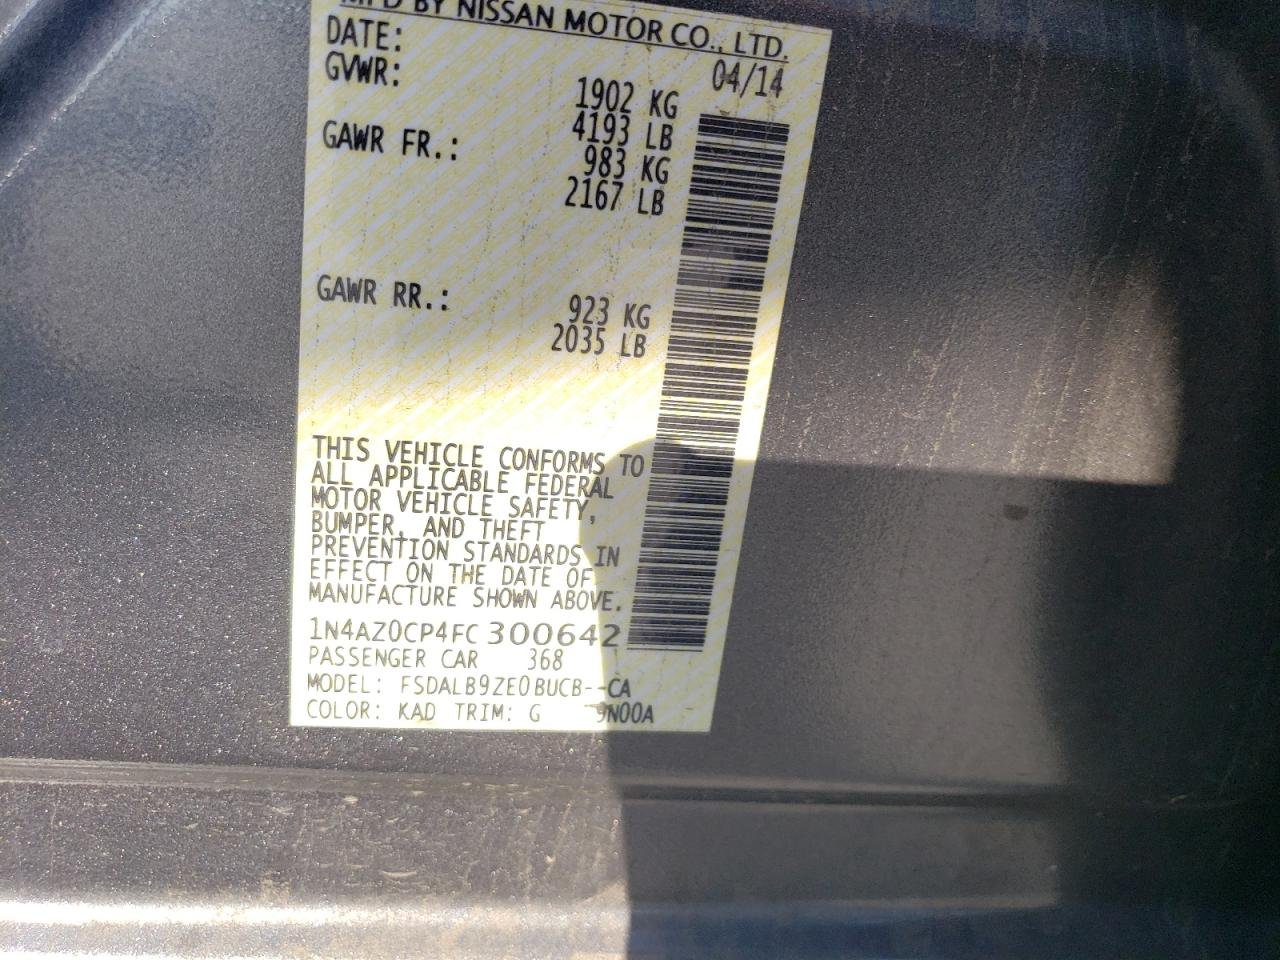 MFD BY NISSAN MOTOR CO., LTD.
DATE: 04/14
GVWR: 1902 KG
4193 LB
GAWR FR.: 983 KG
2167 LB
GAWR RR.: 923 KG
2035 LB
THIS VEHICLE CONFORMS TO
ALL APPLICABLE FEDERAL
MOTOR VEHICLE SAFETY,
BUMPER, AND THEFT
PREVENTION STANDARDS IN
EFFECT ON THE DATE OF
MANUFACTURE SHOWN ABOVE.
1N4AZ0CP4FC300642
PASSENGER CAR 368
MODEL: FSDALB9ZE0BUCB--CA
COLOR: KAD TRIM: G 9N00A